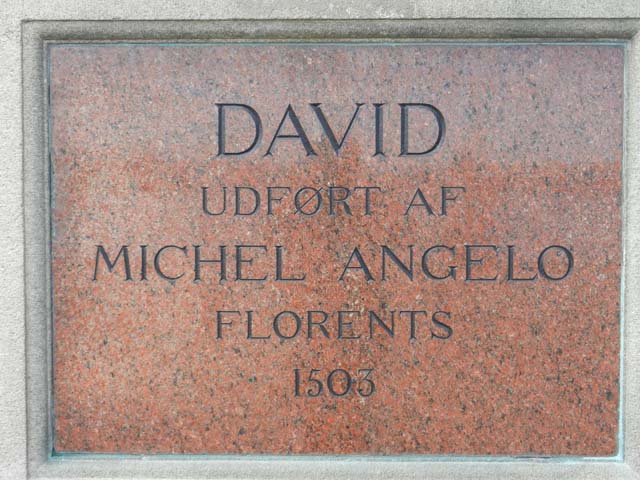 DAVID
UDFØRT AF
MICHEL ANGELO
FLORENTS
1503